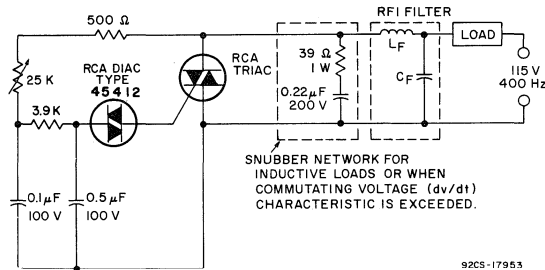 500 Ω
RFI FILTER
25 K
3.9 K
RCA DIAC
TYPE
45412
RCA
TRIAC
39 Ω
1 W
0.22 μF
200 V
LF
CF
LOAD
115 V
400 Hz
0.1 μF
100 V
0.5 μF
100 V
SNUBBER NETWORK FOR
INDUCTIVE LOADS OR WHEN
COMMUTATING VOLTAGE (dv/dt)
CHARACTERISTIC IS EXCEEDED.
92CS-17953